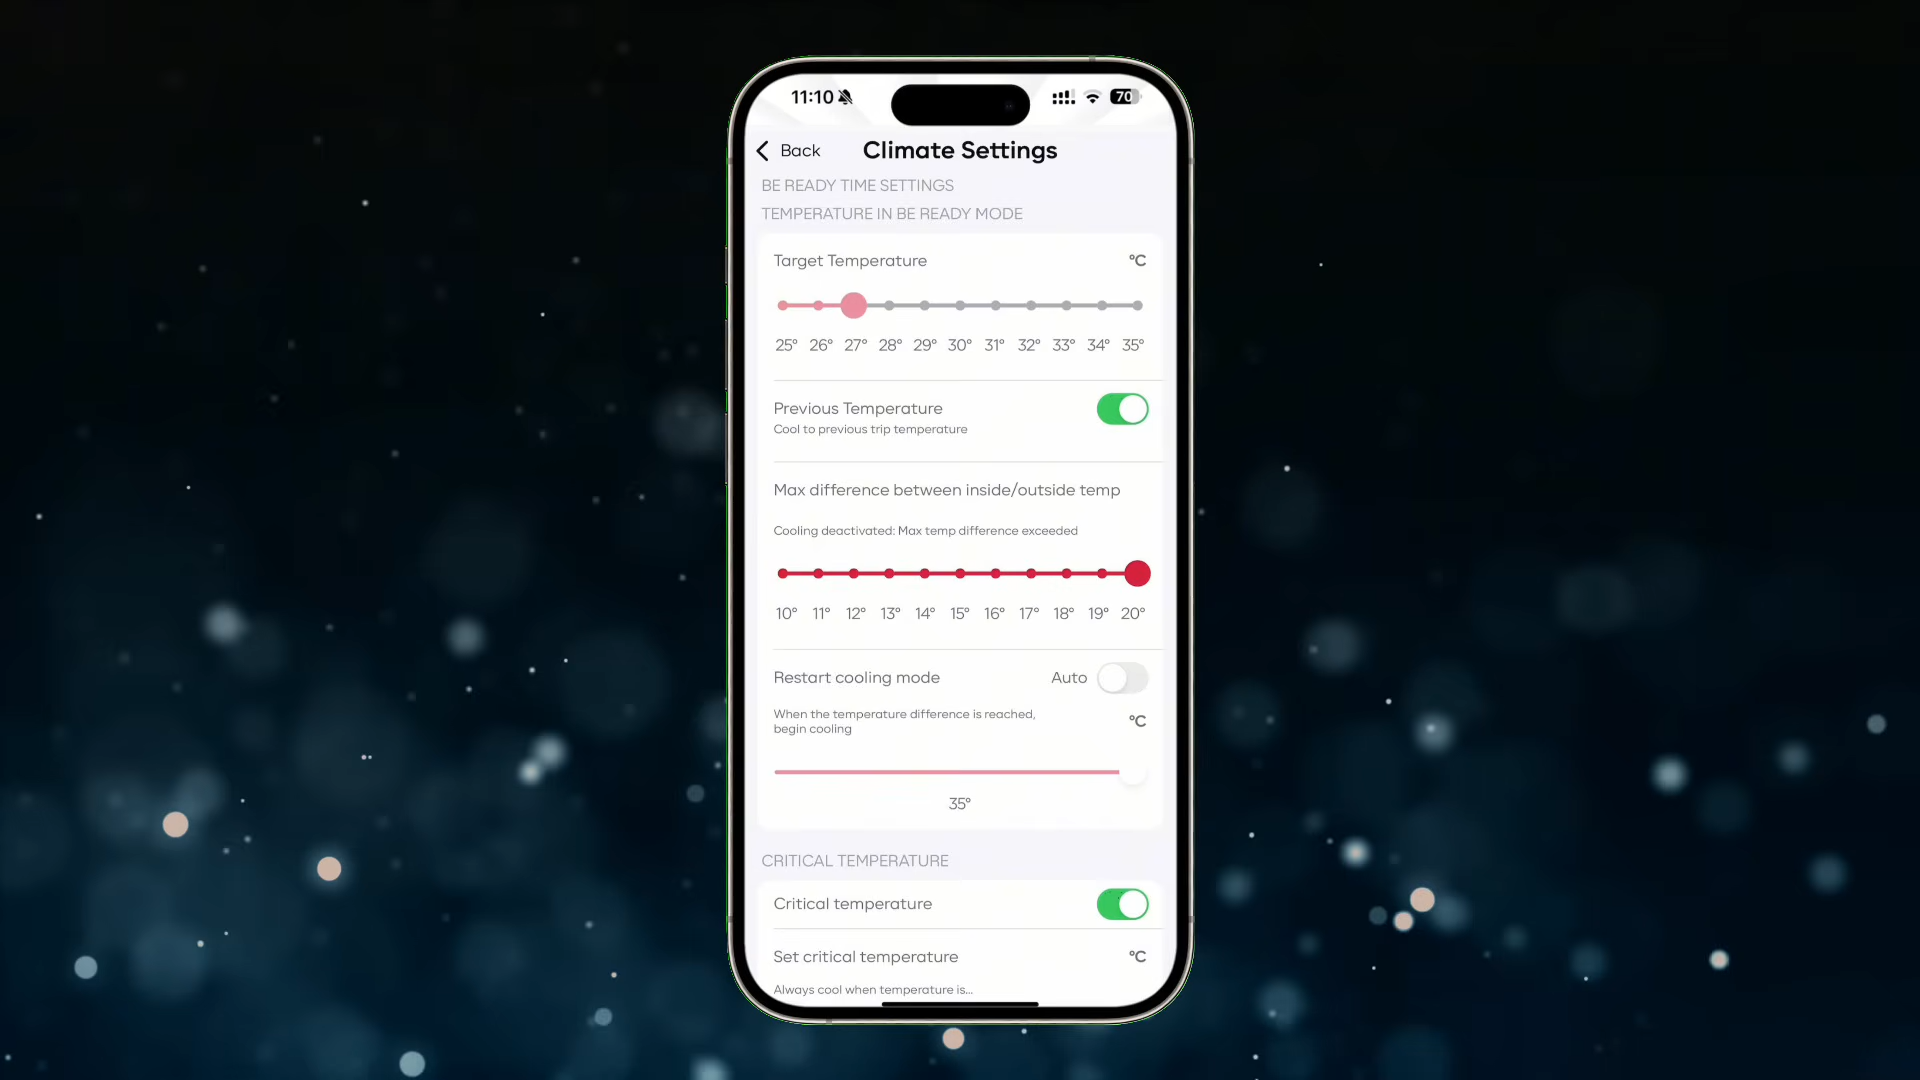 11:10
70
Back
Climate Settings
BE READY TIME SETTINGS
TEMPERATURE IN BE READY MODE
Target Temperature °C
25° 26° 27° 28° 29° 30° 31° 32° 33° 34° 35°
Previous Temperature
Cool to previous trip temperature
Max difference between inside/outside temp
Cooling deactivated: Max temp difference exceeded
10° 11° 12° 13° 14° 15° 16° 17° 18° 19° 20°
Restart cooling mode Auto
When the temperature difference is reached, °C
begin cooling
35°
CRITICAL TEMPERATURE
Critical temperature
Set critical temperature °C
Always cool when temperature is...